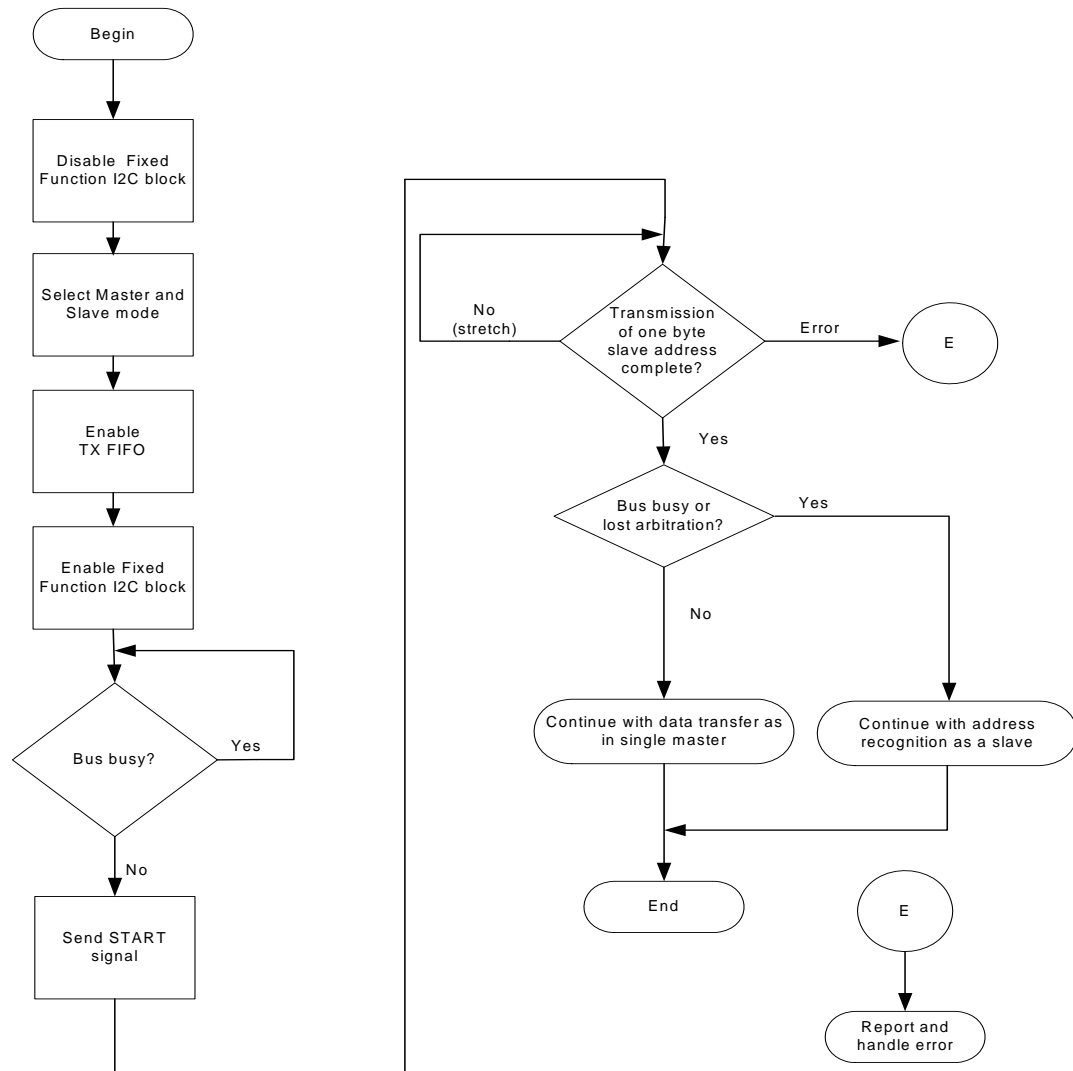 Begin
Disable Fixed
Function I2C block
Select Master and
Slave mode
Enable
TX FIFO
Enable Fixed
Function I2C block
Bus busy?
Yes
No
Send START
signal
No
(stretch)
Transmission
of one byte
slave address
complete?
Error
E
Yes
Bus busy or
lost arbitration?
Yes
No
Continue with data transfer as
in single master
Continue with address
recognition as a slave
End
E
Report and
handle error